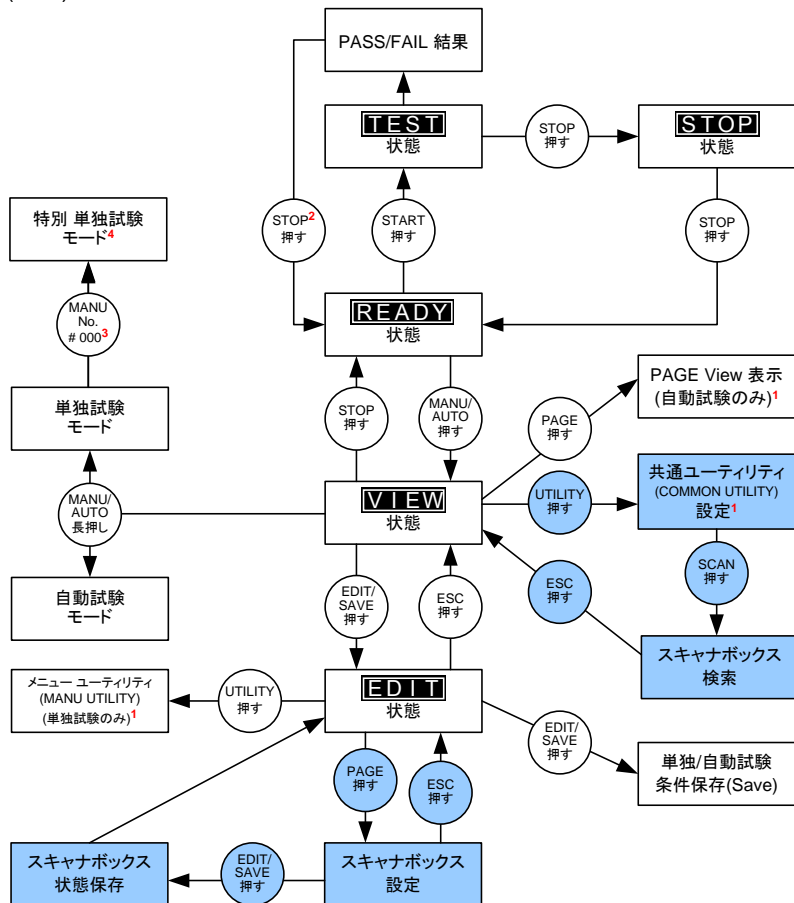 PASS/FAIL 結果
TEST
状態
STOP
押す
STOP
状態
特別 単独試験
モード4
STOP2
押す
START
押す
STOP
押す
MANU
No.
# 0003
READY
状態
単独試験
モード
STOP
押す
MANU/
AUTO
押す
PAGE
押す
PAGE View 表示
(自動試験のみ)1
MANU/
AUTO
長押し
VIEW
状態
UTILITY
押す
共通ユーティリティ
(COMMON UTILITY)
設定1
自動試験
モード
EDIT/
SAVE
押す
ESC
押す
ESC
押す
SCAN
押す
スキャナボックス
検索
メニュー ユーティリティ
(MANU UTILITY)
(単独試験のみ)1
UTILITY
押す
EDIT
状態
EDIT/
SAVE
押す
単独/自動試験
条件保存(Save)
PAGE
押す
ESC
押す
スキャナボックス
状態保存
EDIT/
SAVE
押す
スキャナボックス
設定